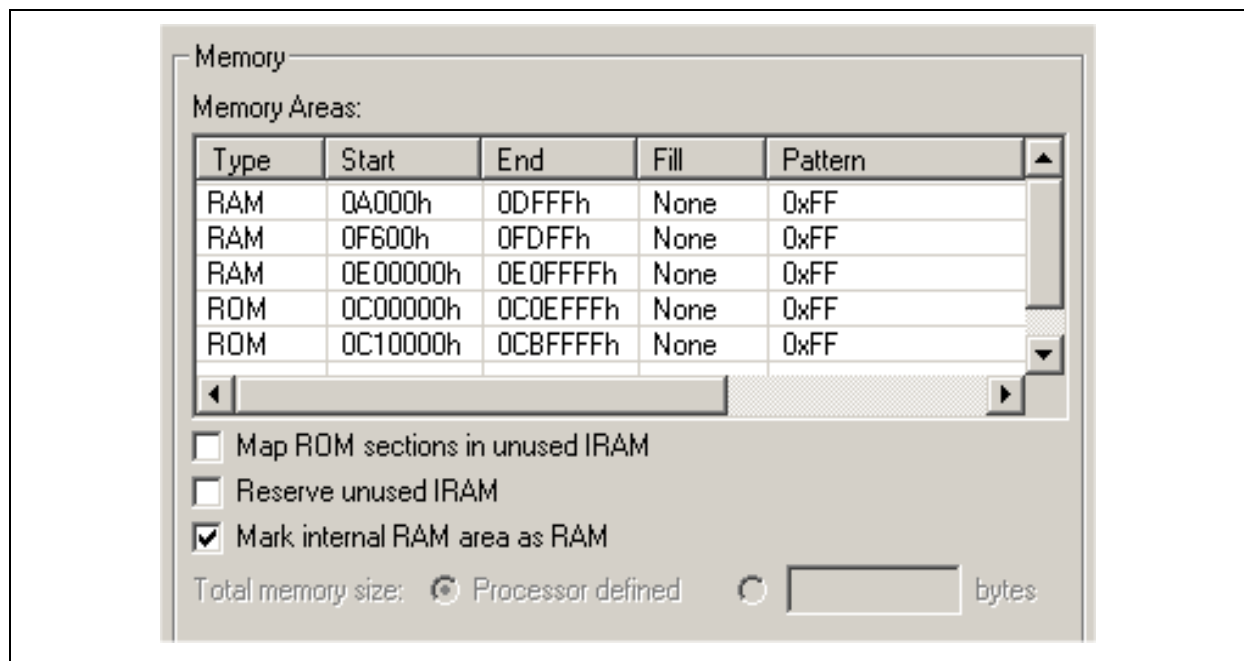 Memory
Memory Areas:
Type Start End Fill Pattern
RAM 0A000h 0DFFFh None 0xFF
RAM 0F600h 0FDFFh None 0xFF
RAM 0E00000h 0E0FFFFh None 0xFF
ROM 0C00000h 0C0EFFFh None 0xFF
ROM 0C10000h 0CBFFFFh None 0xFF
Map ROM sections in unused IRAM
Reserve unused IRAM
Mark internal RAM area as RAM
Total memory size: Processor defined bytes